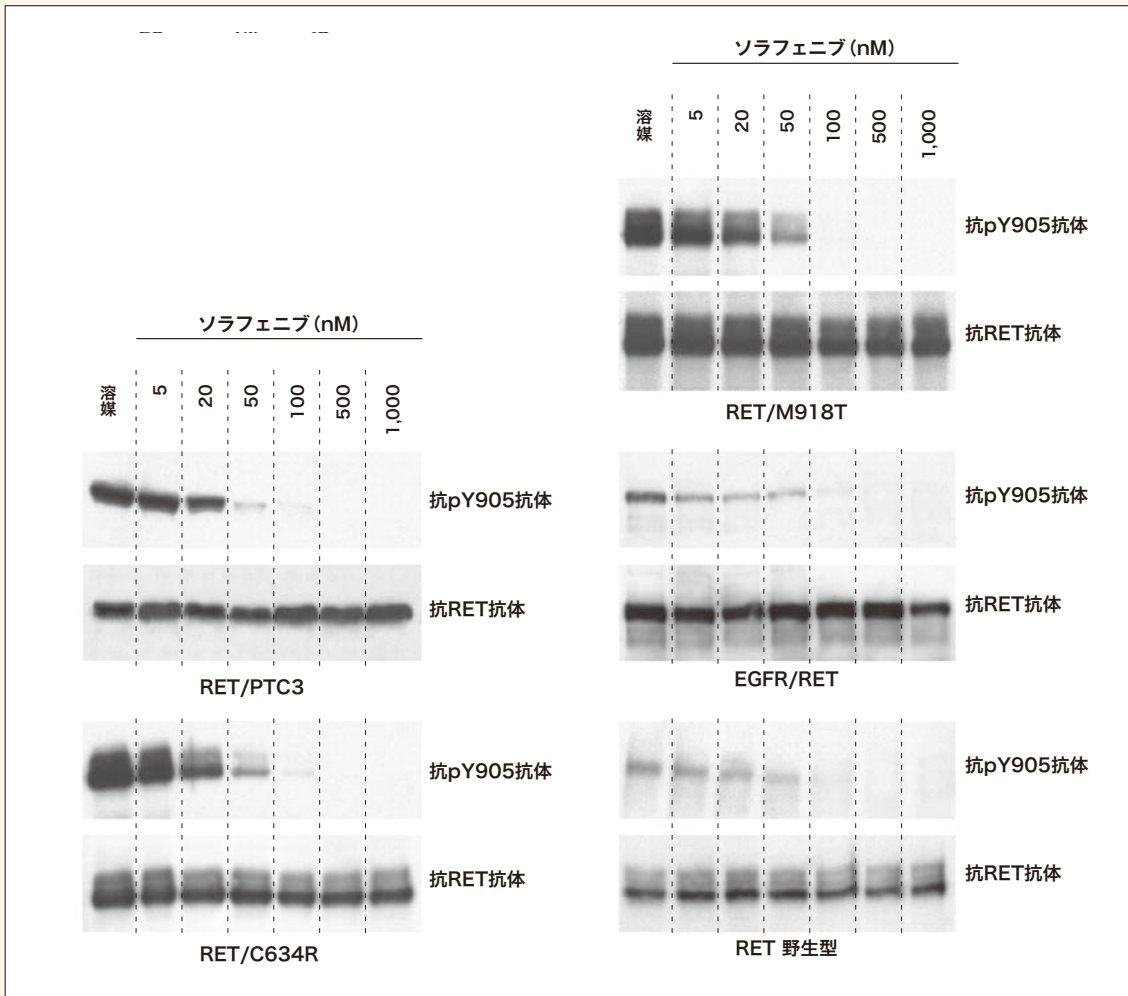 ソラフェニブ(nM)
溶媒
5
20
50
100
500
1,000
抗pY905抗体
抗RET抗体
RET/PTC3
抗pY905抗体
抗RET抗体
RET/C634R
ソラフェニブ(nM)
溶媒
5
20
50
100
500
1,000
抗pY905抗体
抗RET抗体
RET/M918T
抗pY905抗体
抗RET抗体
EGFR/RET
抗pY905抗体
抗RET抗体
RET 野生型